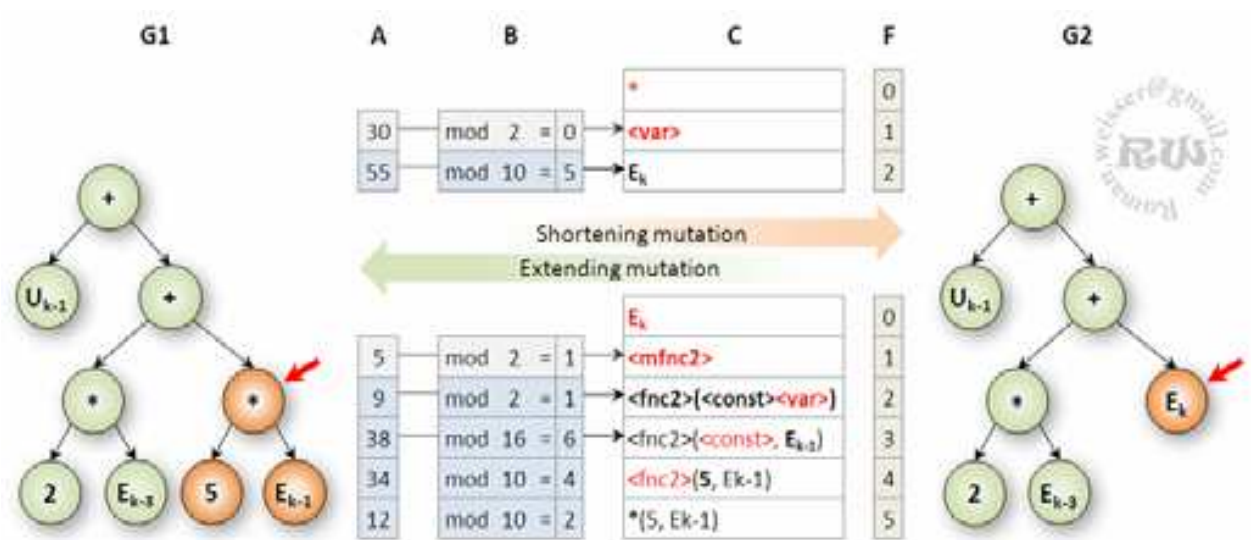 G1 A B C F G2
* 0
30 mod 2 = 0 <var> 1
55 mod 10 = 5 Eₖ 2
Shortening mutation
Extending mutation
Eₖ 0
5 mod 2 = 1 <mfnc2> 1
9 mod 2 = 1 <fnc2>(<const><var>) 2
38 mod 16 = 6 <fnc2>(<const>, Eₖ₋₁) 3
34 mod 10 = 4 <fnc2>(5, Ek-1) 4
12 mod 10 = 2 *(5, Ek-1) 5
+
Uₖ₋₁ +
* *
2 Eₖ₋₃ 5 Eₖ₋₁
+
Uₖ₋₁ +
* Eₖ
2 Eₖ₋₃
Roman.weiser@gmail.com
RW